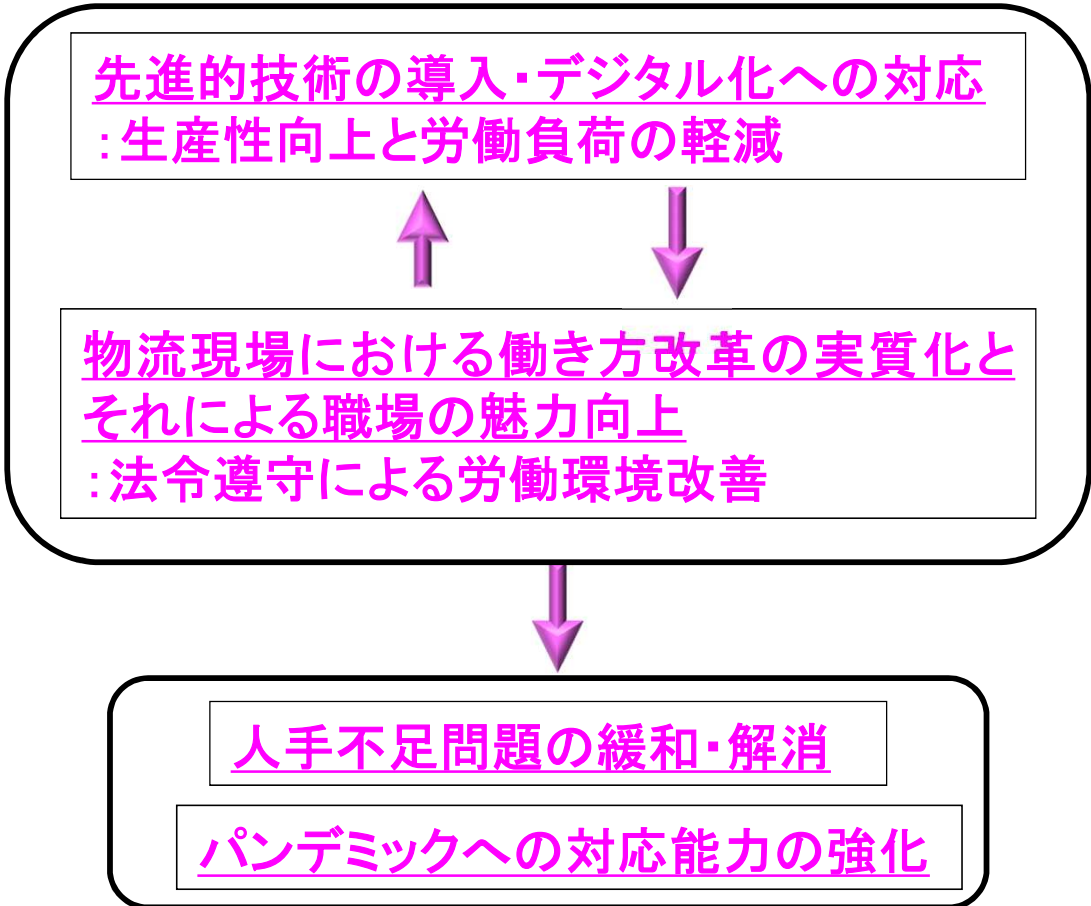 先進的技術の導入・デジタル化への対応
：生産性向上と労働負荷の軽減
物流現場における働き方改革の実質化と
それによる職場の魅力向上
：法令遵守による労働環境改善
人手不足問題の緩和・解消
パンデミックへの対応能力の強化